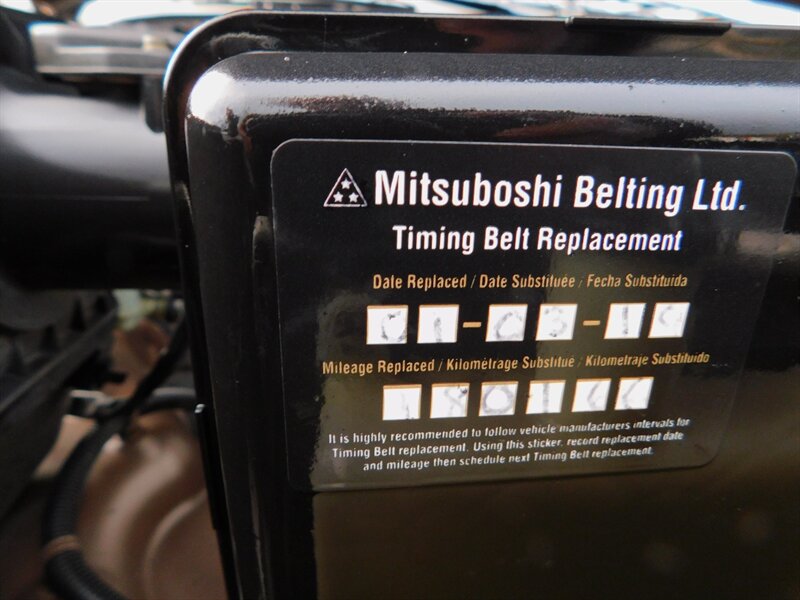 Mitsuboshi Belting Ltd.
Timing Belt Replacement
Date Replaced / Date Substituée / Fecha Substituida
Mileage Replaced / Kilométrage Substitué / Kilometraje Substituido
It is highly recommended to follow vehicle manufacturers intervals for
Timing Belt replacement. Using this sticker, record replacement date
and mileage then schedule next Timing Belt replacement.